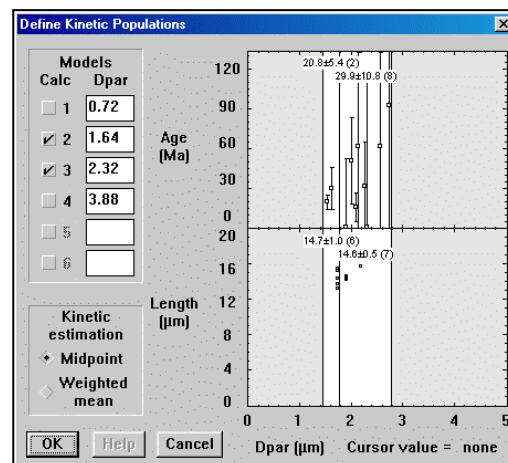 Define Kinetic Populations
Models
Calc Dpar
1 0.72
2 1.64
3 2.32
4 3.88
5
6
Kinetic
estimation
Midpoint
Weighted
mean
OK Help Cancel
Age
(Ma)
120
90
60
30
0
20.8±5.4 (2)
29.9±10.8 (8)
Length
(µm)
20
16
12
8
4
0
14.7±1.0 (6)
14.6±0.5 (7)
0 1 2 3 4 5
Dpar (µm) Cursor value = none